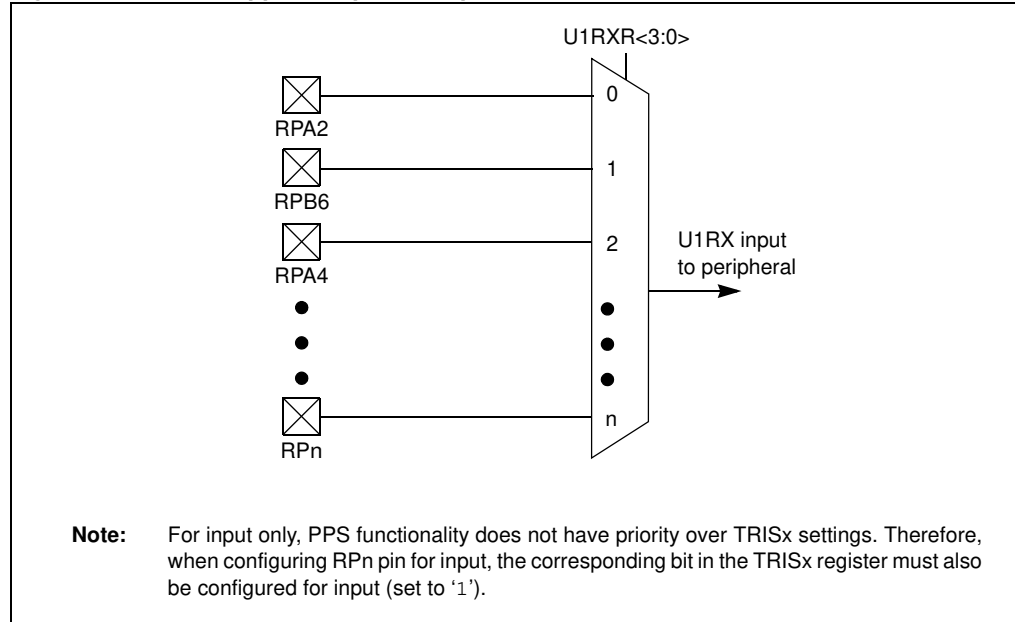 U1RXR<3:0>
0
RPA2
1
RPB6
2
RPA4
U1RX input
to peripheral
n
RPn
Note: For input only, PPS functionality does not have priority over TRISx settings. Therefore,
when configuring RPn pin for input, the corresponding bit in the TRISx register must also
be configured for input (set to ‘1’).